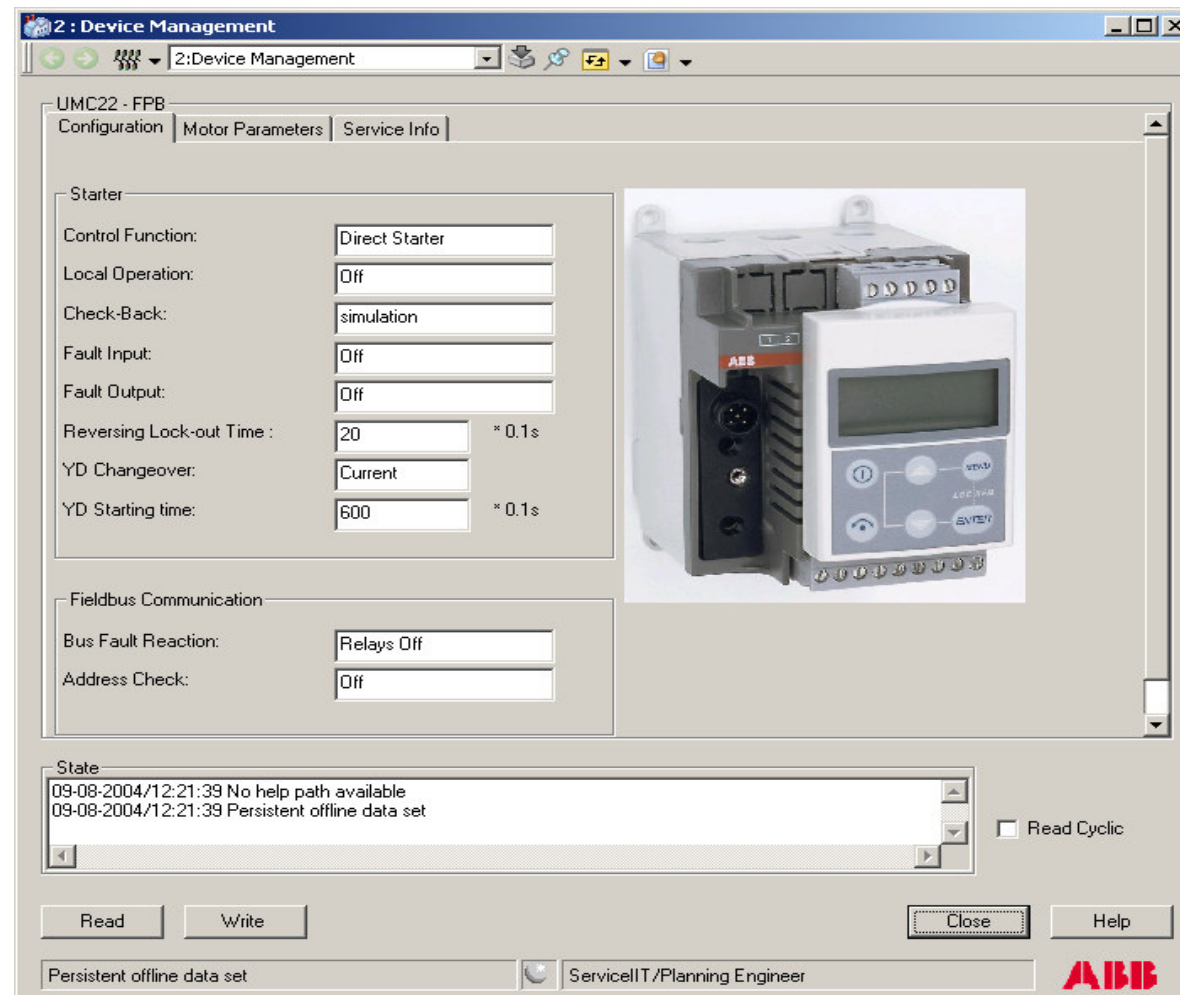 2 : Device Management
2:Device Management
UMC22 - FPB
Configuration Motor Parameters Service Info
Starter
Control Function: Direct Starter
Local Operation: Off
Check-Back: simulation
Fault Input: Off
Fault Output: Off
Reversing Lock-out Time : 20 * 0.1s
YD Changeover: Current
YD Starting time: 600 * 0.1s
1 2
ABB
MENU
ENTER
Fieldbus Communication
Bus Fault Reaction: Relays Off
Address Check: Off
State
09-08-2004/12:21:39 No help path available
09-08-2004/12:21:39 Persistent offline data set
Read Cyclic
Read Write Close Help
Persistent offline data set ServiceIIT/Planning Engineer ABB